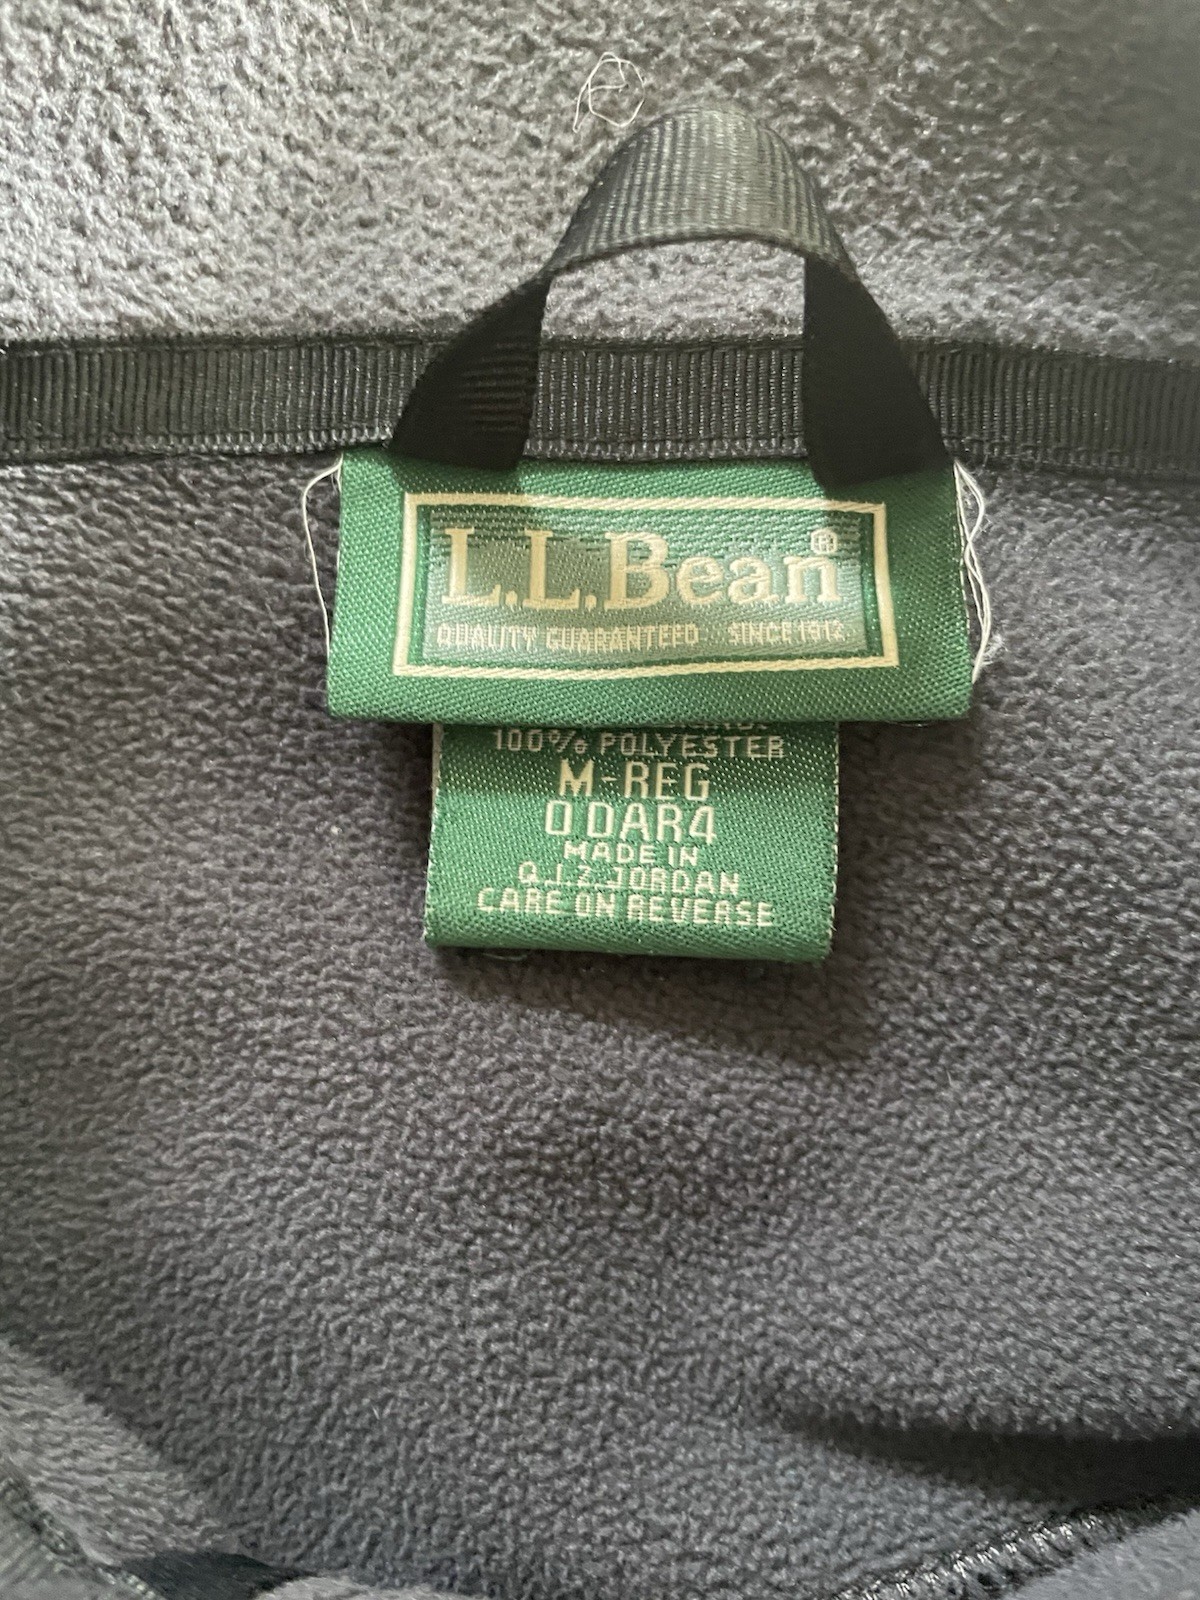 L.L.Bean®
QUALITY GUARANTEED SINCE 1912
100% POLYESTER
M-REG
0 DAR4
MADE IN
Q.I.Z. JORDAN
CARE ON REVERSE